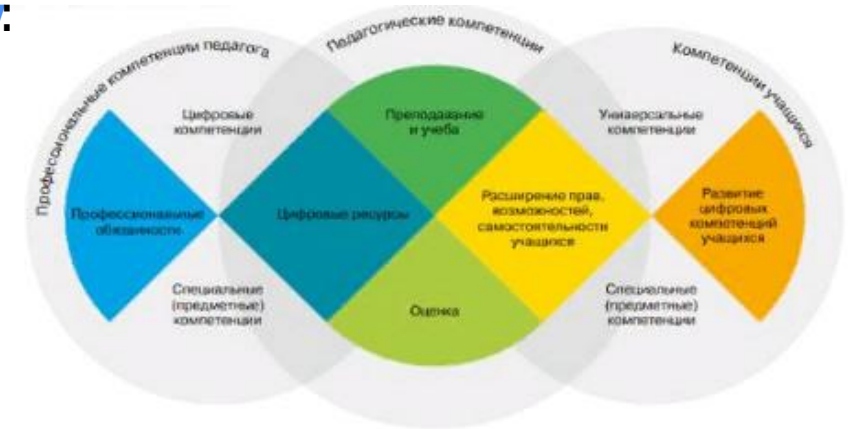 :
Профессиональные компетенции педагога
Педагогические компетенции
Компетенции учащихся
Цифровые
компетенции
Преподавание
и учеба
Универсальные
компетенции
Профессиональные
обязанности
Цифровые ресурсы
Расширение прав,
возможностей,
самостоятельности
учащихся
Развитие
цифровых
компетенций
учащихся
Специальные
(предметные)
компетенции
Оценка
Специальные
(предметные)
компетенции